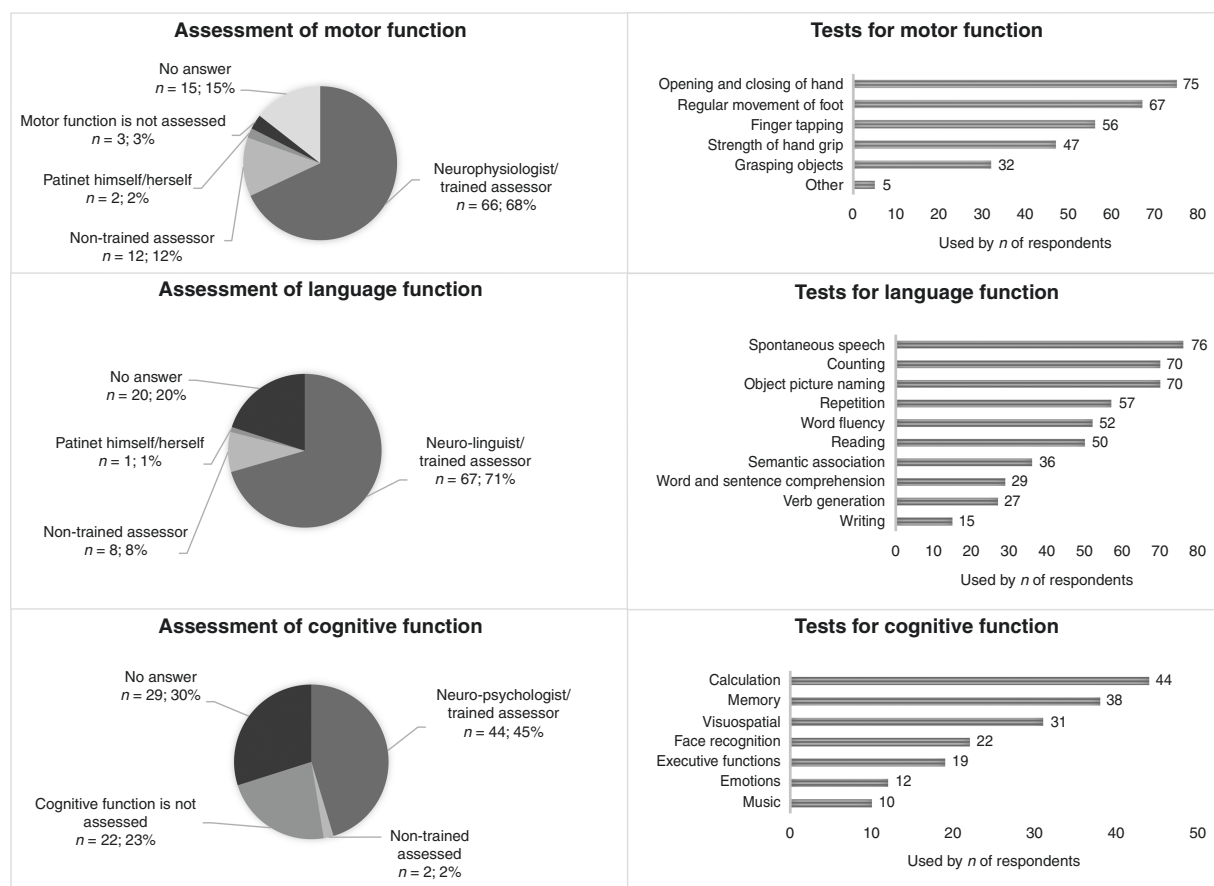 Assessment of motor function
No answer
n = 15; 15%
Motor function is not assessed
n = 3; 3%
Patinet himself/herself
n = 2; 2%
Non-trained assessor
n = 12; 12%
Neurophysiologist/
trained assessor
n = 66; 68%
Tests for motor function
Opening and closing of hand 75
Regular movement of foot 67
Finger tapping 56
Strength of hand grip 47
Grasping objects 32
Other 5
0 10 20 30 40 50 60 70 80
Used by n of respondents
Assessment of language function
No answer
n = 20; 20%
Patinet himself/herself
n = 1; 1%
Non-trained assessor
n = 8; 8%
Neuro-linguist/
trained assessor
n = 67; 71%
Tests for language function
Spontaneous speech 76
Counting 70
Object picture naming 70
Repetition 57
Word fluency 52
Reading 50
Semantic association 36
Word and sentence comprehension 29
Verb generation 27
Writing 15
0 10 20 30 40 50 60 70 80
Used by n of respondents
Assessment of cognitive function
No answer
n = 29; 30%
Neuro-psychologist/
trained assessor
n = 44; 45%
Cognitive function is not
assessed
n = 22; 23%
Non-trained
assessed
n = 2; 2%
Tests for cognitive function
Calculation 44
Memory 38
Visuospatial 31
Face recognition 22
Executive functions 19
Emotions 12
Music 10
0 10 20 30 40 50
Used by n of respondents